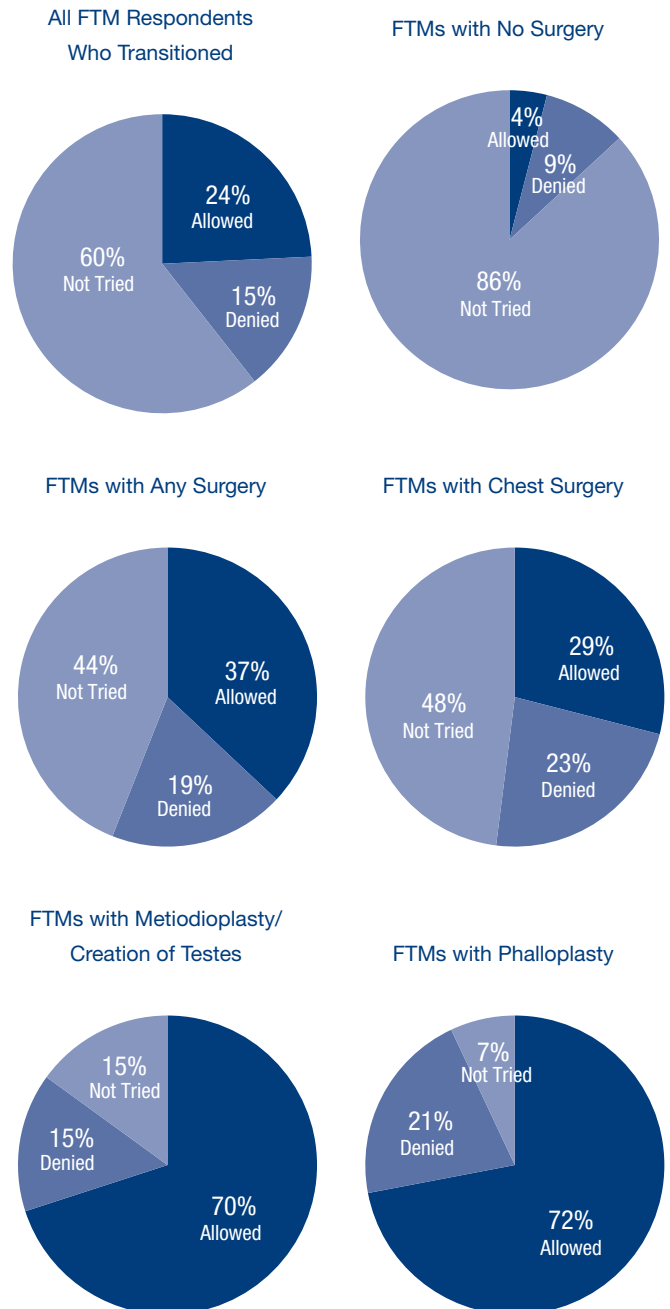 All FTM Respondents
Who Transitioned
24%
Allowed
60%
Not Tried
15%
Denied
FTMs with No Surgery
4%
Allowed
9%
Denied
86%
Not Tried
FTMs with Any Surgery
44%
Not Tried
37%
Allowed
19%
Denied
FTMs with Chest Surgery
29%
Allowed
48%
Not Tried
23%
Denied
FTMs with Metiodioplasty/
Creation of Testes
15%
Not Tried
15%
Denied
70%
Allowed
FTMs with Phalloplasty
7%
Not Tried
21%
Denied
72%
Allowed